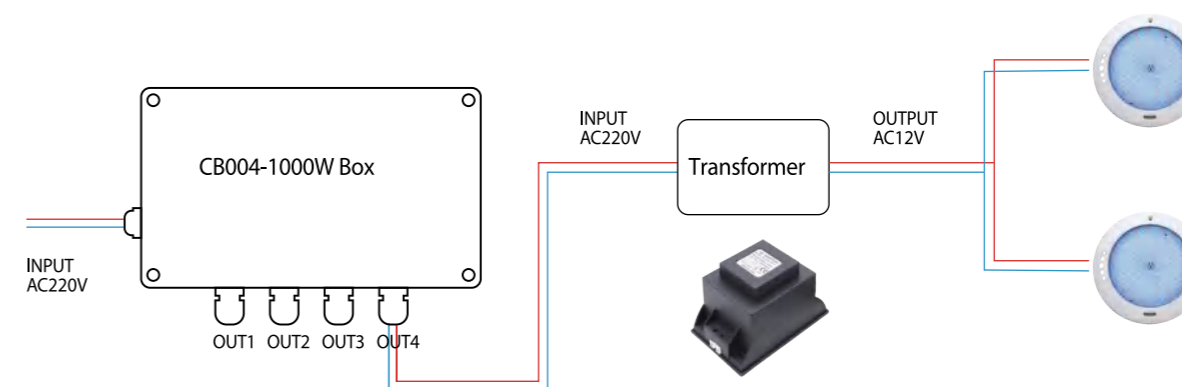 CB004-1000W Box
INPUT
AC220V
OUT1 OUT2 OUT3 OUT4
INPUT
AC220V
Transformer
OUTPUT
AC12V